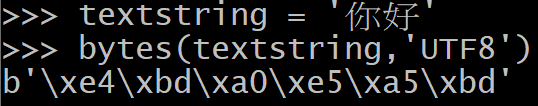 >>> textstring = '你好'
>>> bytes(textstring,'UTF8')
b'\xe4\xbd\xa0\xe5\xa5\xbd'